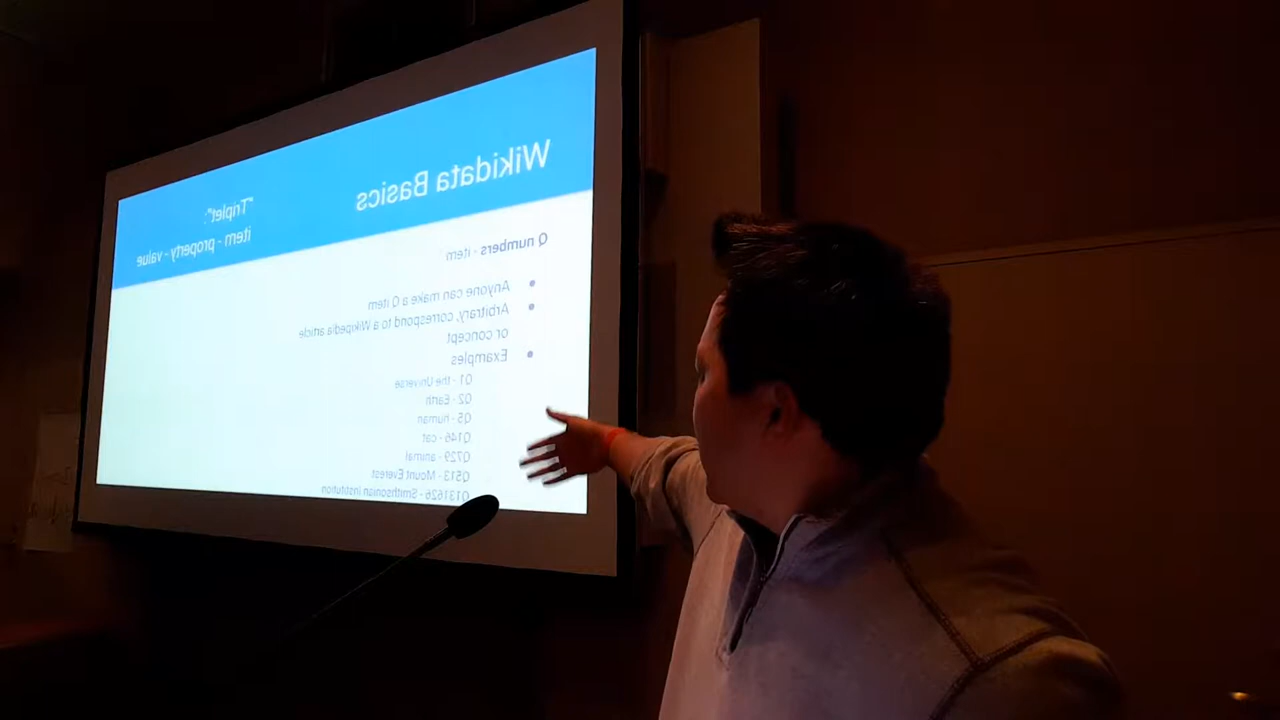 Wikidata Basics
"Triplet":
item - property - value
Q numbers - item
● Anyone can make a Q item
● Arbitrary, correspond to a Wikipedia article
or concept
● Examples
Q1 - the Universe
Q2 - Earth
Q5 - human
Q146 - cat
Q729 - animal
Q513 - Mount Everest
Q131626 - Smithsonian Institution